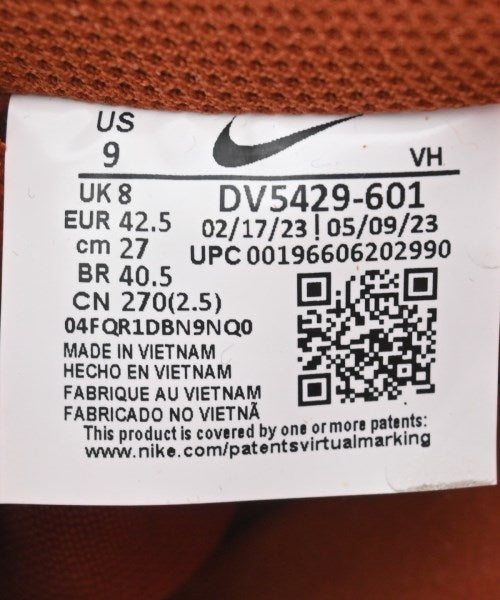 US
9
VH
UK 8
EUR 42.5
cm 27
BR 40.5
CN 270(2.5)
DV5429-601
02/17/23 | 05/09/23
UPC 00196606202990
04FQR1DBN9NQ0
MADE IN VIETNAM
HECHO EN VIETNAM
FABRIQUE AU VIETNAM
FABRICADO NO VIETNÃ
This product is covered by one or more patents:
www.nike.com/patentsvirtualmarking